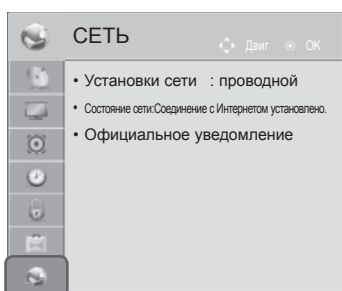 СЕТЬ
Двиг OK
• Установки сети : проводной
• Состояние сети:Соединение с Интернетом установлено.
• Официальное уведомление